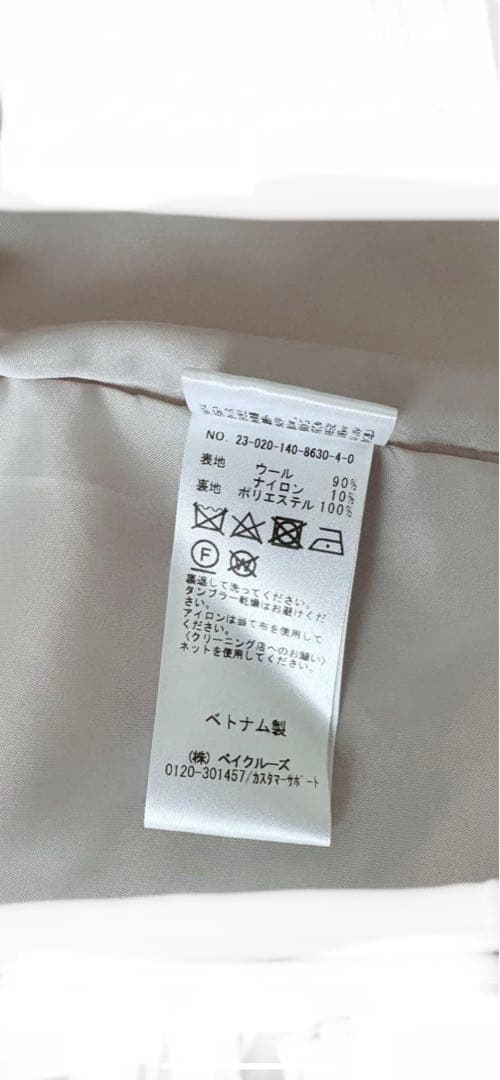 NO. 23-020-140-8630-4-0
表地 ウール 90%
ナイロン 10%
裏地 ポリエステル 100%
F
W
裏返して洗ってください。
タンブラー乾燥はお避けくだ
さい。
アイロンは当て布を使用して
ください。
〈クリーニング店へのお願い〉
ネットを使用してください。
ベトナム製
(株) ベイクルーズ
0120-301457/カスタマーサポート